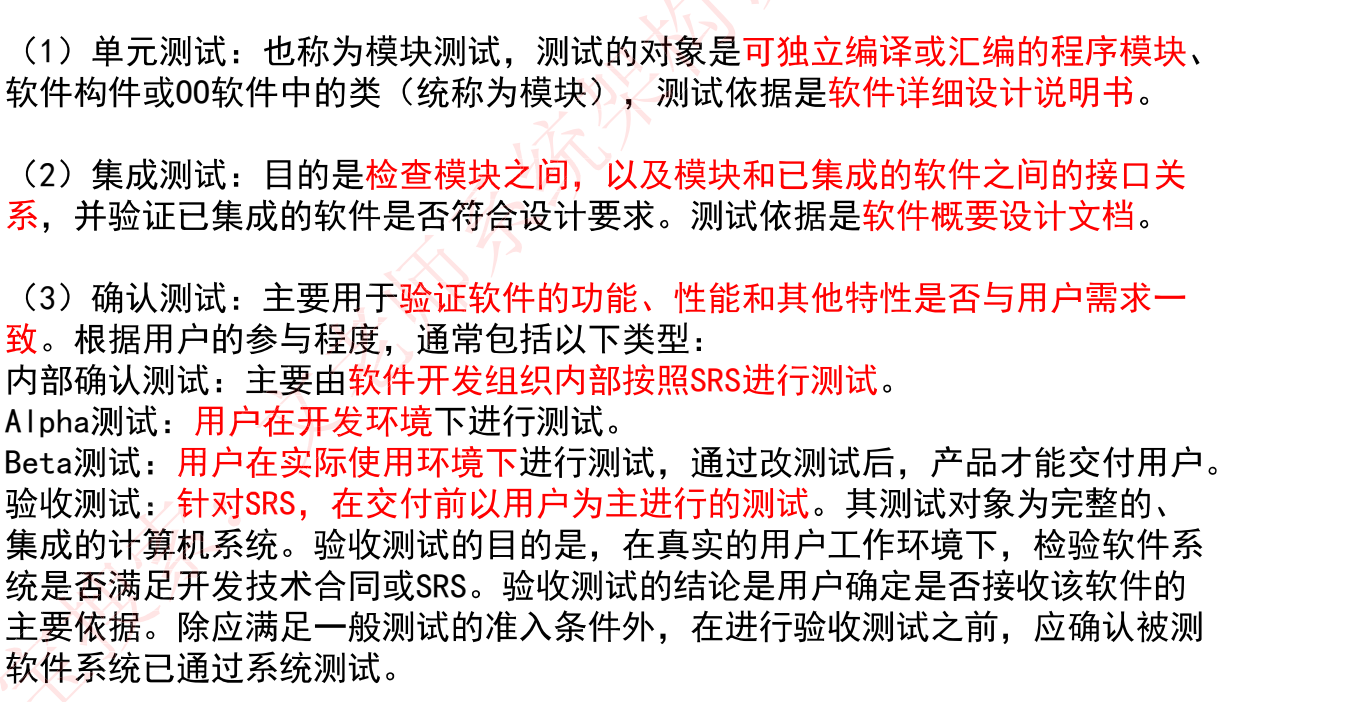 （1）单元测试：也称为模块测试，测试的对象是可独立编译或汇编的程序模块、
软件构件或OO软件中的类（统称为模块），测试依据是软件详细设计说明书。
（2）集成测试：目的是检查模块之间，以及模块和已集成的软件之间的接口关
系，并验证已集成的软件是否符合设计要求。测试依据是软件概要设计文档。
（3）确认测试：主要用于验证软件的功能、性能和其他特性是否与用户需求一
致。根据用户的参与程度，通常包括以下类型：
内部确认测试：主要由软件开发组织内部按照SRS进行测试。
Alpha测试：用户在开发环境下进行测试。
Beta测试：用户在实际使用环境下进行测试，通过改测试后，产品才能交付用户。
验收测试：针对SRS，在交付前以用户为主进行的测试。其测试对象为完整的、
集成的计算机系统。验收测试的目的是，在真实的用户工作环境下，检验软件系
统是否满足开发技术合同或SRS。验收测试的结论是用户确定是否接收该软件的
主要依据。除应满足一般测试的准入条件外，在进行验收测试之前，应确认被测
软件系统已通过系统测试。